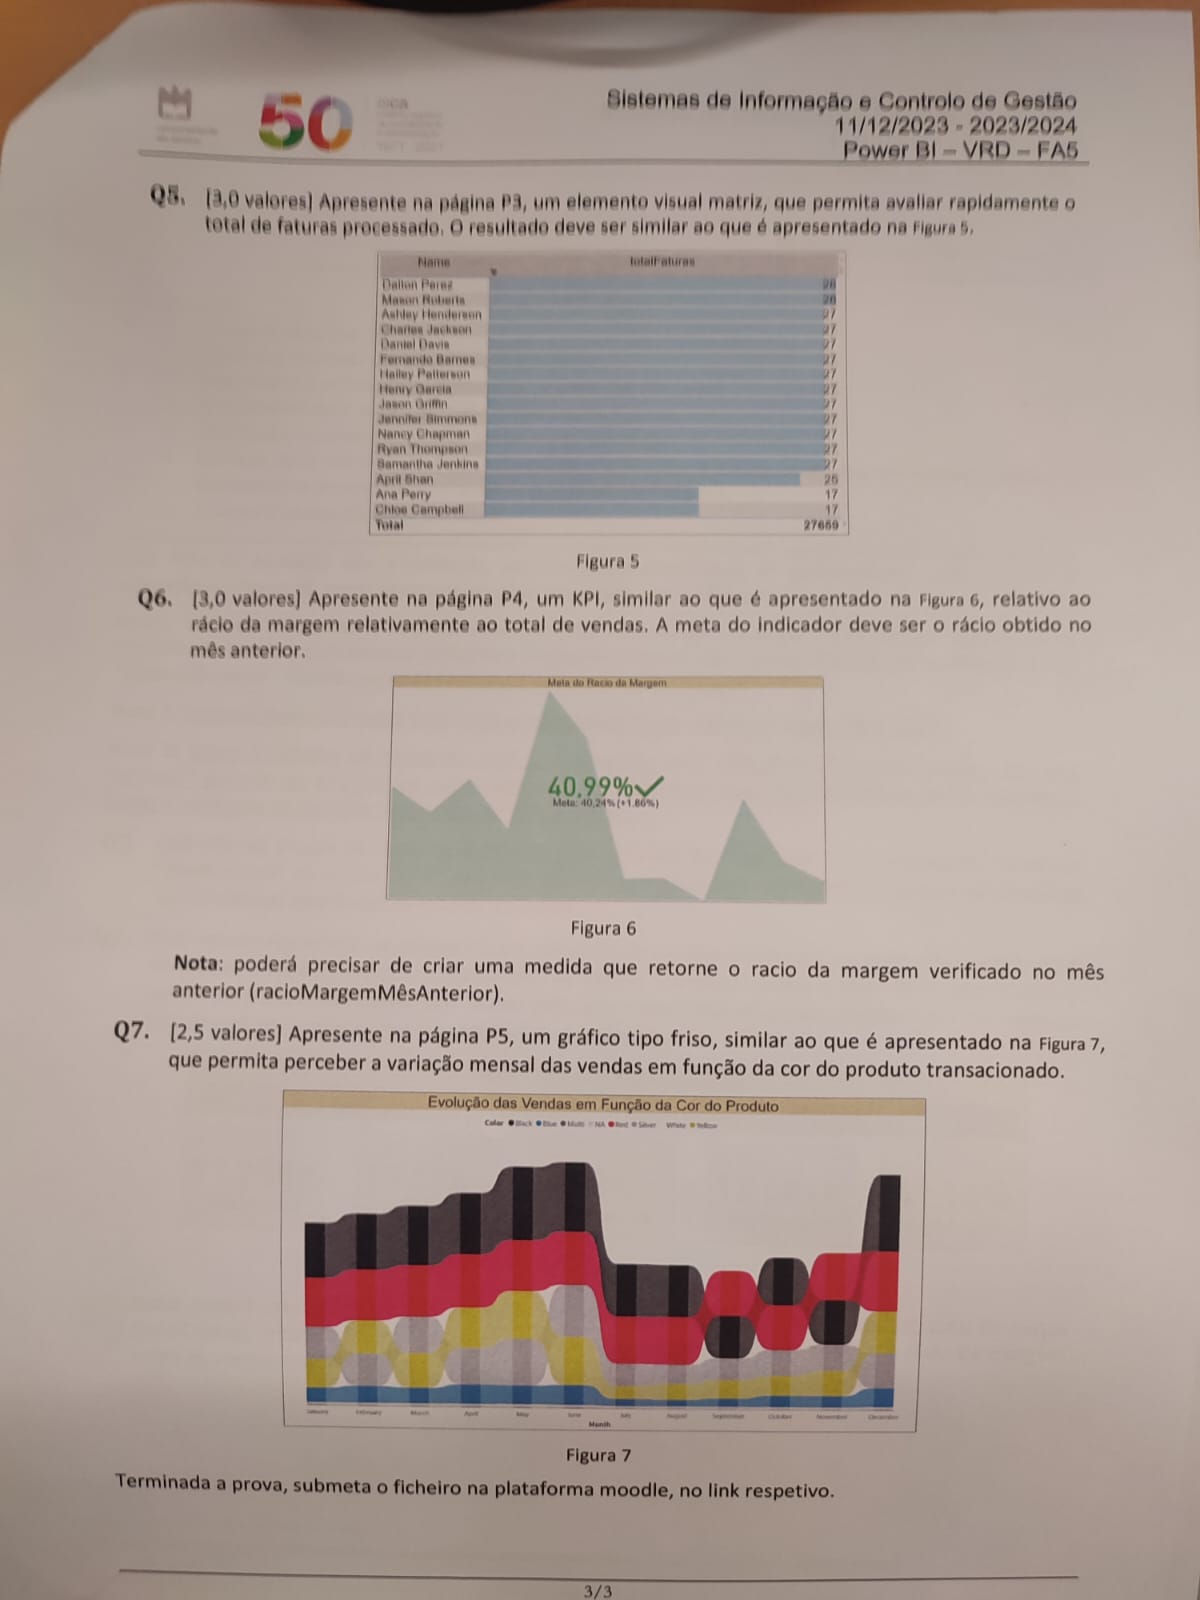 50
Sistemas de Informação e Controlo de Gestão
11/12/2023 - 2023/2024
Power BI – VRD – FA5
Q5. [3,0 valores] Apresente na página P3, um elemento visual matriz, que permita avaliar rapidamente o
total de faturas processado. O resultado deve ser similar ao que é apresentado na Figura 5.
Name totalFaturas
Dalton Perez 28
Mason Roberts 28
Ashley Henderson 27
Charles Jackson 27
Daniel Davis 27
Fernando Barnes 27
Hailey Patterson 27
Henry Garcia 27
Jason Griffin 27
Jennifer Simmons 27
Nancy Chapman 27
Ryan Thompson 27
Samantha Jenkins 27
April Shan
Ana Perry 17
Chloe Campbell 17
Total 27659
Figura 5
Q6. [3,0 valores] Apresente na página P4, um KPI, similar ao que é apresentado na Figura 6, relativo ao
rácio da margem relativamente ao total de vendas. A meta do indicador deve ser o rácio obtido no
mês anterior.
Meta do Racio da Margem
40,99%✓
Meta: 40,24% (+1.86%)
Figura 6
Nota: poderá precisar de criar uma medida que retorne o racio da margem verificado no mês
anterior (racioMargemMêsAnterior).
Q7. [2,5 valores] Apresente na página P5, um gráfico tipo friso, similar ao que é apresentado na Figura 7,
que permita perceber a variação mensal das vendas em função da cor do produto transacionado.
Evolução das Vendas em Função da Cor do Produto
Color Black Blue Multi NA Red Silver White Yellow
January February March April May June July August September October November December
Month
Figura 7
Terminada a prova, submeta o ficheiro na plataforma moodle, no link respetivo.
3/3